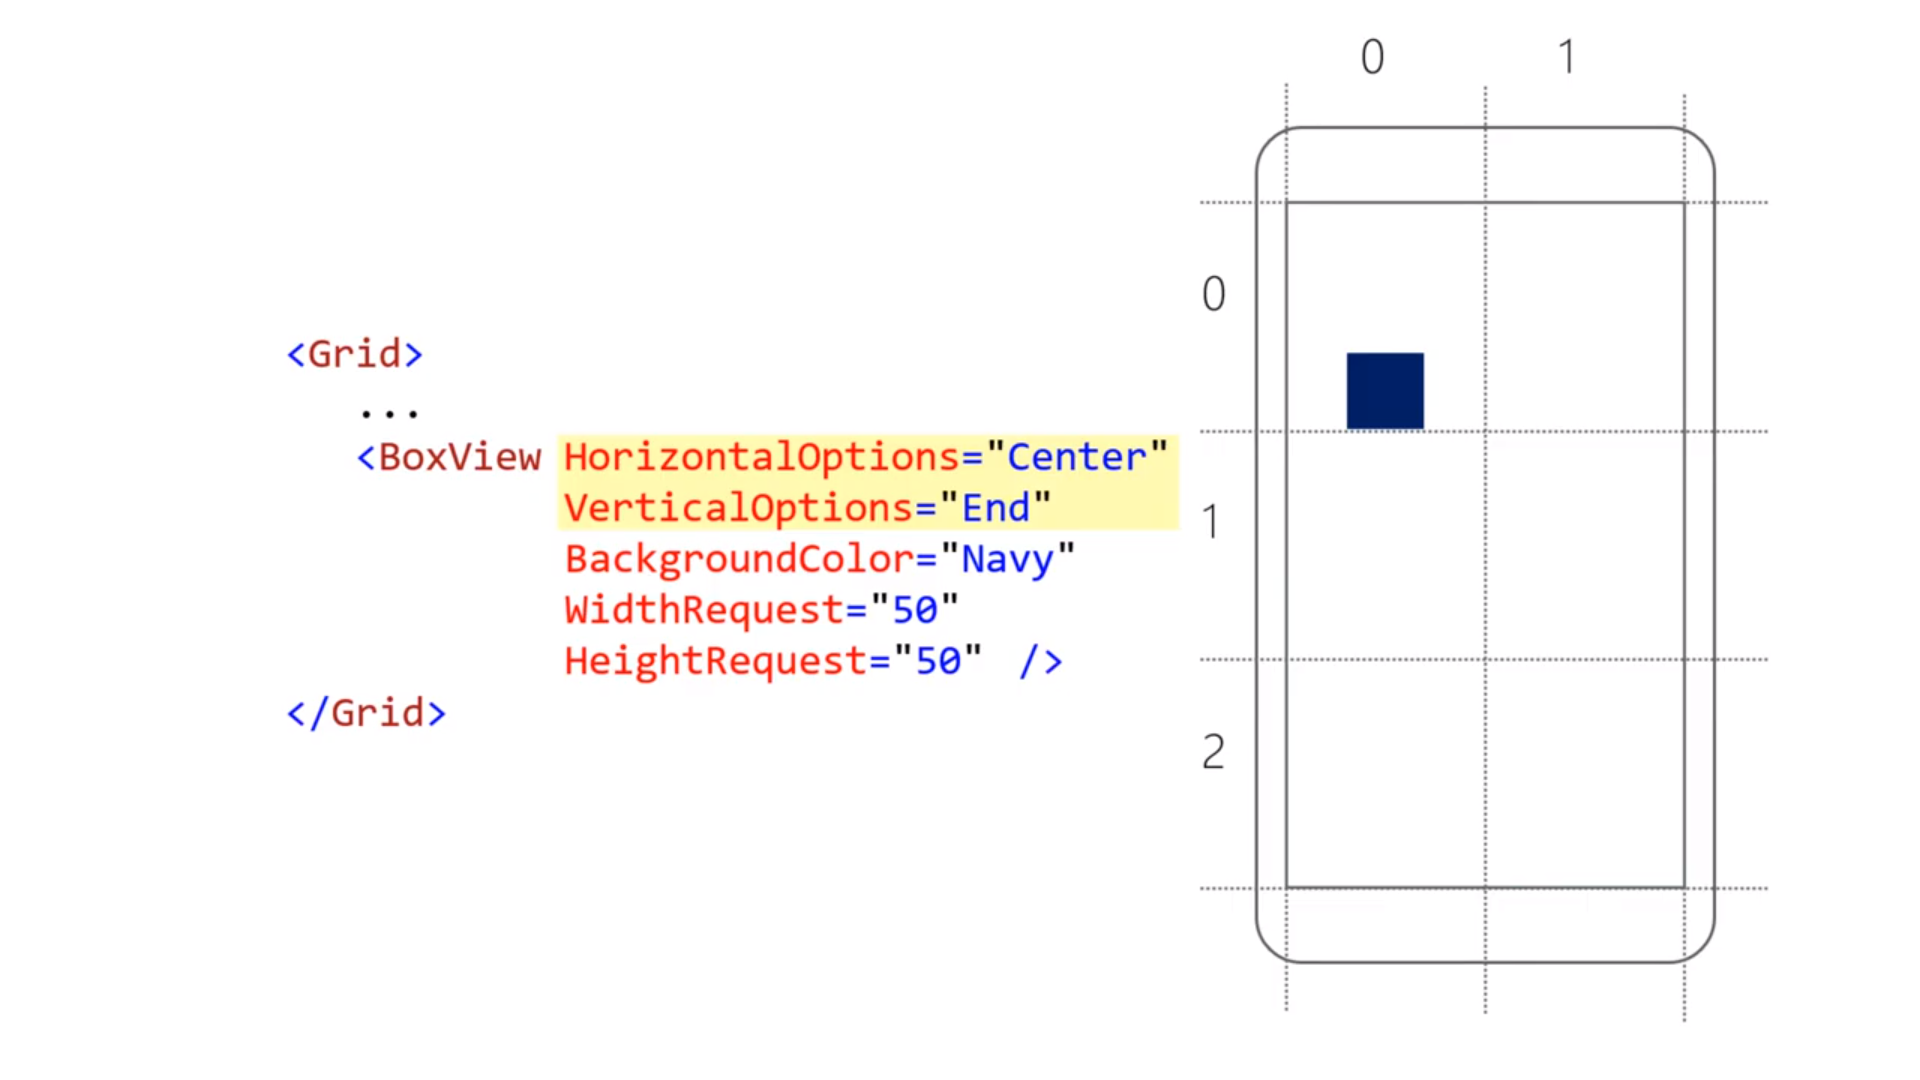 <Grid>
...
<BoxView HorizontalOptions="Center"
VerticalOptions="End"
BackgroundColor="Navy"
WidthRequest="50"
HeightRequest="50" />
</Grid>
0 1
0
1
2